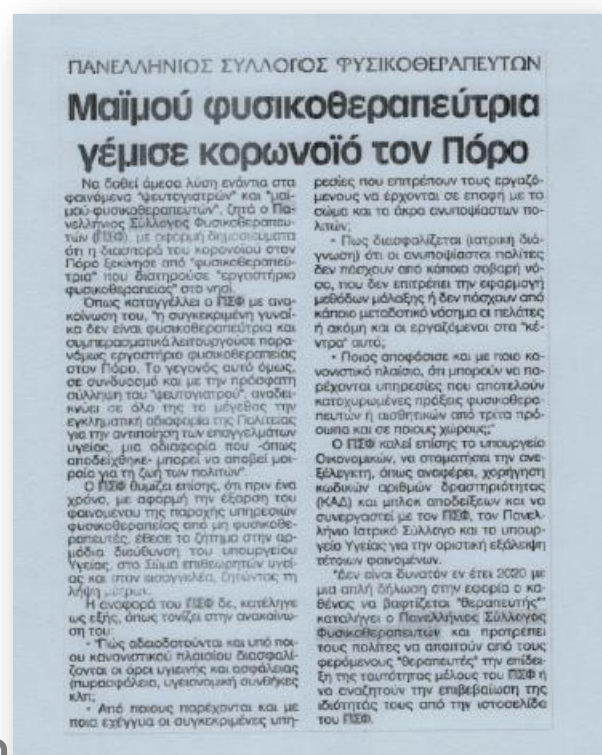 ΠΑΝΕΛΛΗΝΙΟΣ ΣΥΛΛΟΓΟΣ ΦΥΣΙΚΟΘΕΡΑΠΕΥΤΩΝ
Μαϊμού φυσικοθεραπεύτρια
γέμισε κορωνοϊό τον Πόρο
Να δοθεί άμεσα λύση ενάντια στα
φαινόμενα "ψευτογιατρών" και "μαϊ-
μού-φυσικοθεραπευτών", ζητά ο Πα-
νελλήνιος Σύλλογος Φυσικοθεραπευ-
τών (ΠΣΦ), με αφορμή δημοσιεύματα
ότι η διασπορά του κορονοϊού στον
Πόρο ξεκίνησε από "φυσικοθεραπεύ-
τρια" που διατηρούσε "εργαστήριο
φυσικοθεραπείας" στο νησί.
Όπως καταγγέλλει ο ΠΣΦ με ανα-
κοίνωση του, "η συγκεκριμένη γυναί-
κα δεν είναι φυσικοθεραπεύτρια και
συμπερασματικά λειτουργούσε παρα-
νόμως εργαστήριο φυσικοθεραπείας
στον Πόρο. Το γεγονός αυτό όμως,
σε συνδυασμό και με την πρόσφατη
σύλληψη του "ψευτογιατρού", αναδει-
κνύει σε όλο της το μέγεθος την
εγκληματική αδιαφορία της Πολιτείας
για την αντιποίηση των επαγγελμάτων
υγείας, μια αδιαφορία που -όπως
αποδείχθηκε- μπορεί να αποβεί μοι-
ραία για τη ζωή των πολιτών".
Ο ΠΣΦ θυμίζει επίσης, ότι πριν ένα
χρόνο, με αφορμή την έξαρση του
φαινομένου της παροχής υπηρεσιών
φυσικοθεραπείας από μη φυσικοθε-
ραπευτές, έθεσε το ζήτημα στην αρ-
μόδια διεύθυνση του υπουργείου
Υγείας, στο Σώμα επιθεωρητών υγεί-
ας και στον εισαγγελέα, ζητώντας τη
λήψη μέτρων.
Η αναφορά του ΠΣΦ δε, κατέληγε
ως εξής, όπως τονίζει στην ανακοίνω-
ση του:
- "Πώς αδειοδοτούνται και υπό ποι-
ου κανονιστικού πλαισίου διασφαλί-
ζονται οι όροι υγιεινής και ασφάλειας
(πυρασφάλεια, υγειονομική συνθήκες
κλπ;
- Από ποιους παρέχονται και με
ποια εχέγγυα οι συγκεκριμένες υπη-
ρεσίες που επιτρέπουν τους εργαζό-
μενους να έρχονται σε επαφή με το
σώμα και τα άκρα ανυποψίαστων πο-
λιτών;
- Πως διασφαλίζεται (ιατρική διά-
γνωση) ότι οι ανυποψίαστοι πολίτες
δεν πάσχουν από κάποια σοβαρή νό-
σο, που δεν επιτρέπει την εφαρμογή
μεθόδων μάλαξης ή δεν πάσχουν από
κάποιο μεταδοτικό νόσημα οι πελάτες
ή ακόμη και οι εργαζόμενοι στα "κέ-
ντρα" αυτά;
- Ποιος αποφάσισε και με ποιο κα-
νονιστικό πλαίσιο, ότι μπορούν να πα-
ρέχονται υπηρεσίες που αποτελούν
κατοχυρωμένες πράξεις φυσικοθερα-
πευτών ή αισθητικών από τρίτα πρό-
σωπα και σε ποιους χώρους;"
Ο ΠΣΦ καλεί επίσης το υπουργείο
Οικονομικών, να σταματήσει την ανε-
ξέλεγκτη, όπως αναφέρει, χορήγηση
κωδικών αριθμών δραστηριότητας
(ΚΑΔ) και μπλοκ αποδείξεων και να
συνεργαστεί με τον ΠΣΦ, τον Πανελ-
λήνιο Ιατρικό Σύλλογο και το υπουρ-
γείο Υγείας για την οριστική εξάλειψη
τέτοιων φαινομένων.
"Δεν είναι δυνατόν εν έτει 2020 με
μια απλή δήλωση στην εφορία ο κα-
θένας να βαφτίζεται "θεραπευτής""
καταλήγει ο Πανελλήνιος Σύλλογος
Φυσικοθεραπευτών και προτρέπει
τους πολίτες να απαιτούν από τους
φερόμενους "θεραπευτές" την επίδει-
ξη της ταυτότητας μέλους του ΠΣΦ ή
να αναζητούν την επιβεβαίωση της
ιδιότητάς τους από την ιστοσελίδα
του ΠΣΦ.